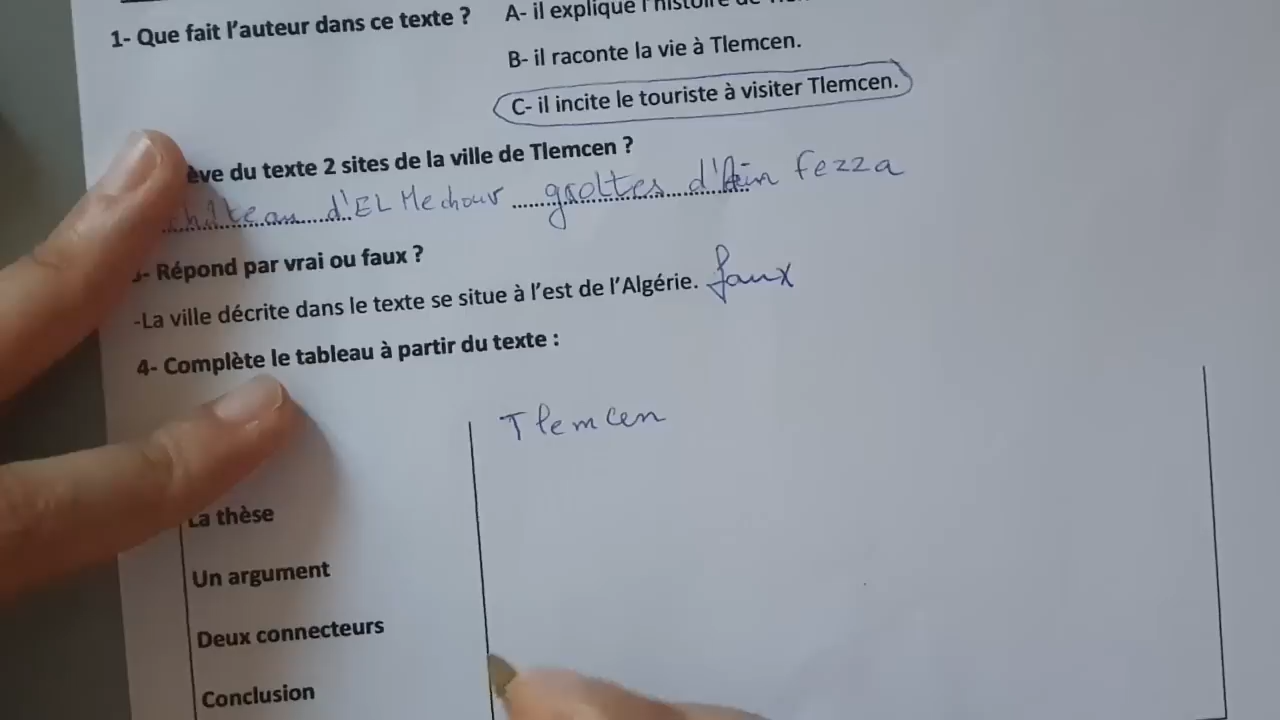 1- Que fait l'auteur dans ce texte ? A- il explique l'histoire de
B- il raconte la vie à Tlemcen.
C- il incite le touriste à visiter Tlemcen.
ève du texte 2 sites de la ville de Tlemcen ?
château d'EL Mechour ...... grottes d'Ain Fezza
- Répond par vrai ou faux ?
-La ville décrite dans le texte se situe à l'est de l'Algérie. faux
4- Complète le tableau à partir du texte :
Tlemcen
La thèse
Un argument
Deux connecteurs
Conclusion